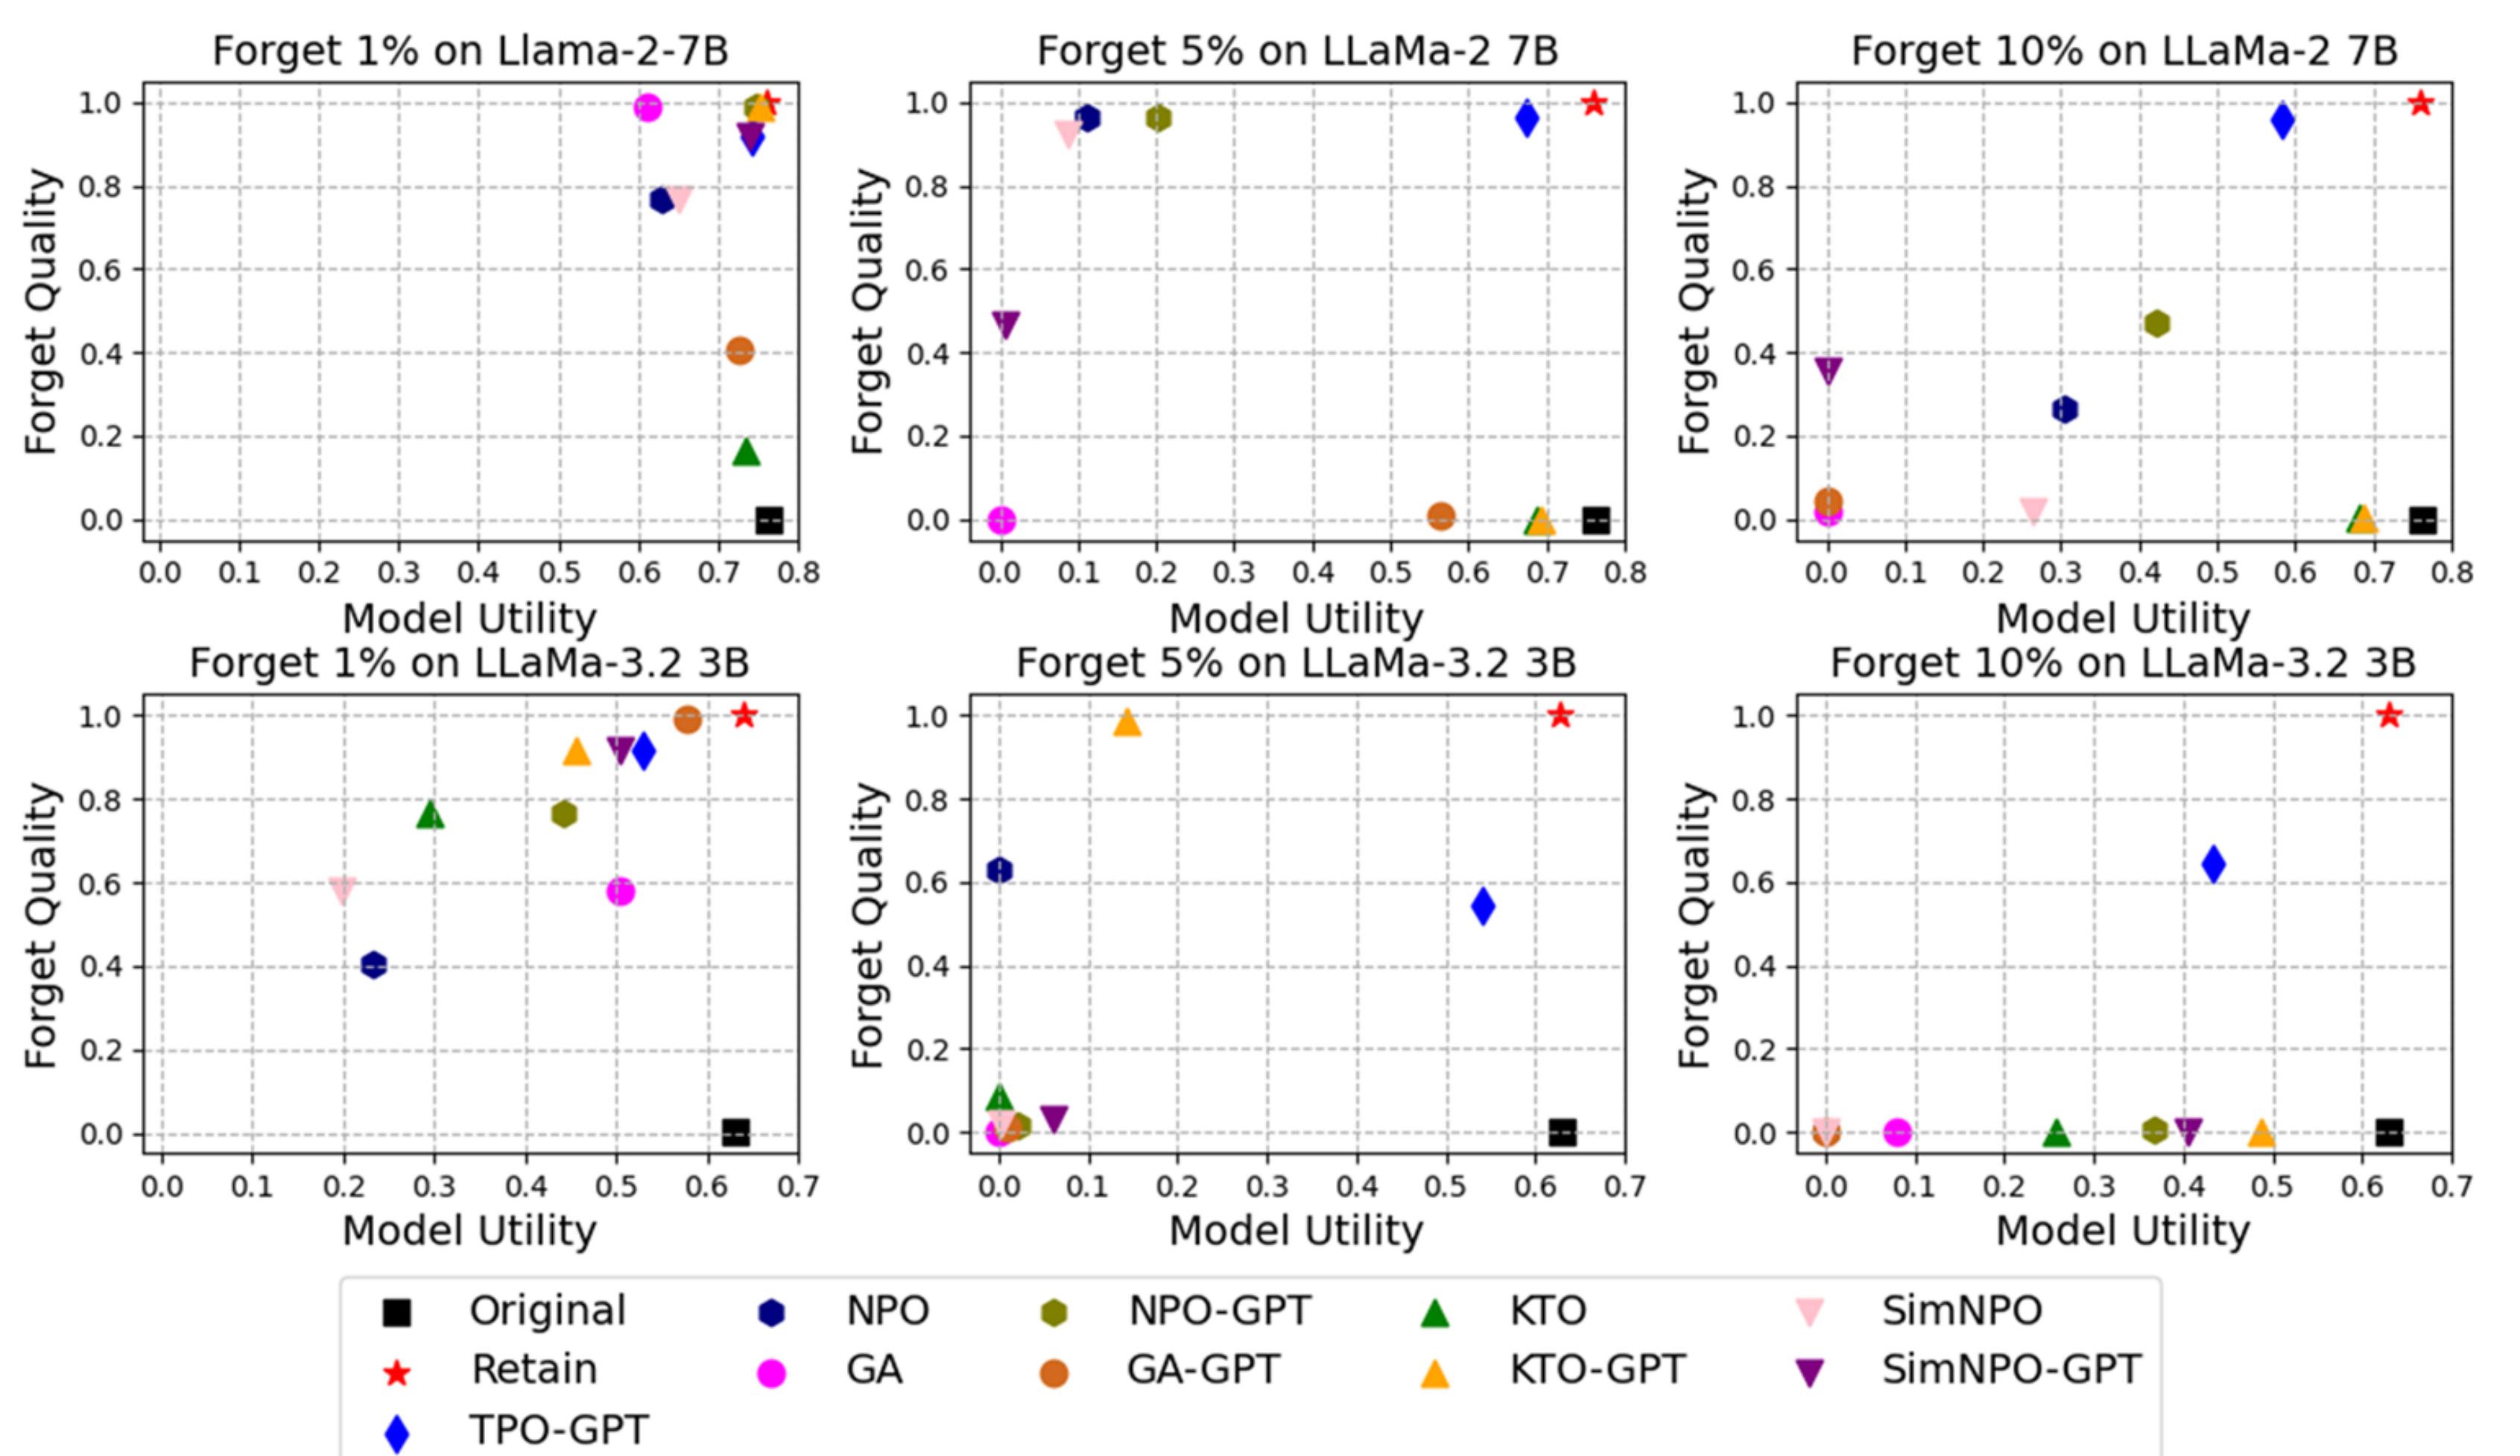 Forget 1% on Llama-2-7B
Forget Quality
1.0
0.8
0.6
0.4
0.2
0.0
0.0 0.1 0.2 0.3 0.4 0.5 0.6 0.7 0.8
Model Utility
Forget 5% on LLaMa-2 7B
Forget Quality
1.0
0.8
0.6
0.4
0.2
0.0
0.0 0.1 0.2 0.3 0.4 0.5 0.6 0.7 0.8
Model Utility
Forget 10% on LLaMa-2 7B
Forget Quality
1.0
0.8
0.6
0.4
0.2
0.0
0.0 0.1 0.2 0.3 0.4 0.5 0.6 0.7 0.8
Model Utility
Forget 1% on LLaMa-3.2 3B
Forget Quality
1.0
0.8
0.6
0.4
0.2
0.0
0.0 0.1 0.2 0.3 0.4 0.5 0.6 0.7
Model Utility
Forget 5% on LLaMa-3.2 3B
Forget Quality
1.0
0.8
0.6
0.4
0.2
0.0
0.0 0.1 0.2 0.3 0.4 0.5 0.6 0.7
Model Utility
Forget 10% on LLaMa-3.2 3B
Forget Quality
1.0
0.8
0.6
0.4
0.2
0.0
0.0 0.1 0.2 0.3 0.4 0.5 0.6 0.7
Model Utility
Original NPO NPO-GPT KTO SimNPO
Retain GA GA-GPT KTO-GPT SimNPO-GPT
TPO-GPT